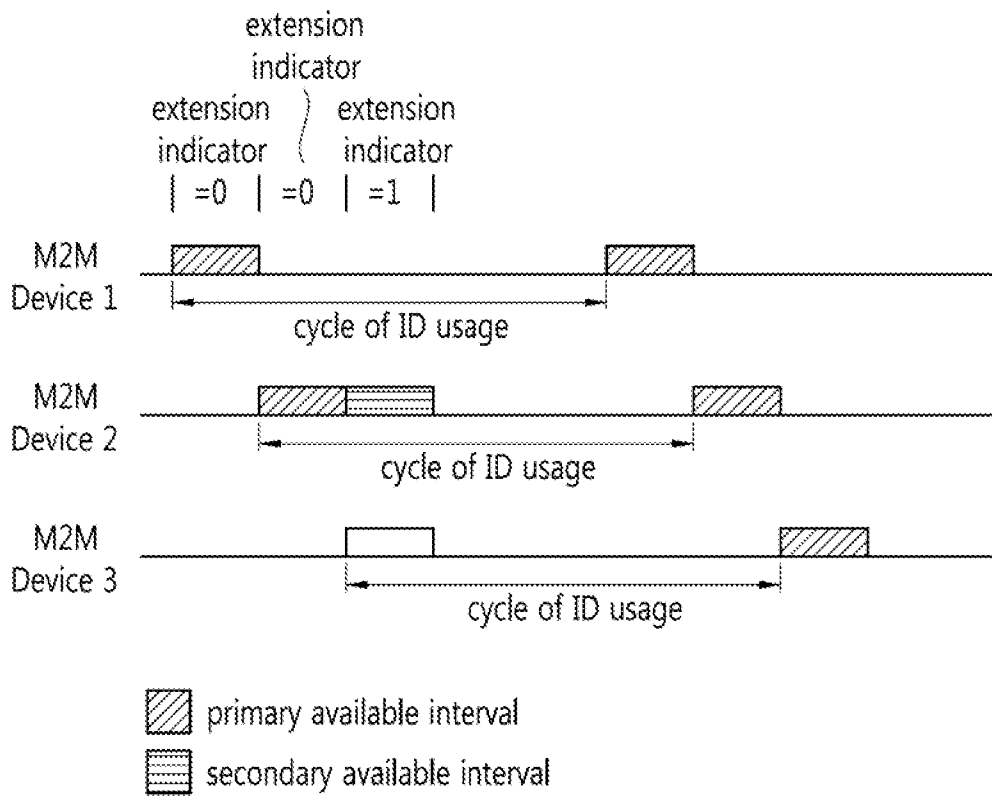 extension
indicator
extension
indicator
extension
indicator
=0
=0
=1
M2M
Device 1
cycle of ID usage
M2M
Device 2
cycle of ID usage
M2M
Device 3
cycle of ID usage
primary available interval
secondary available interval